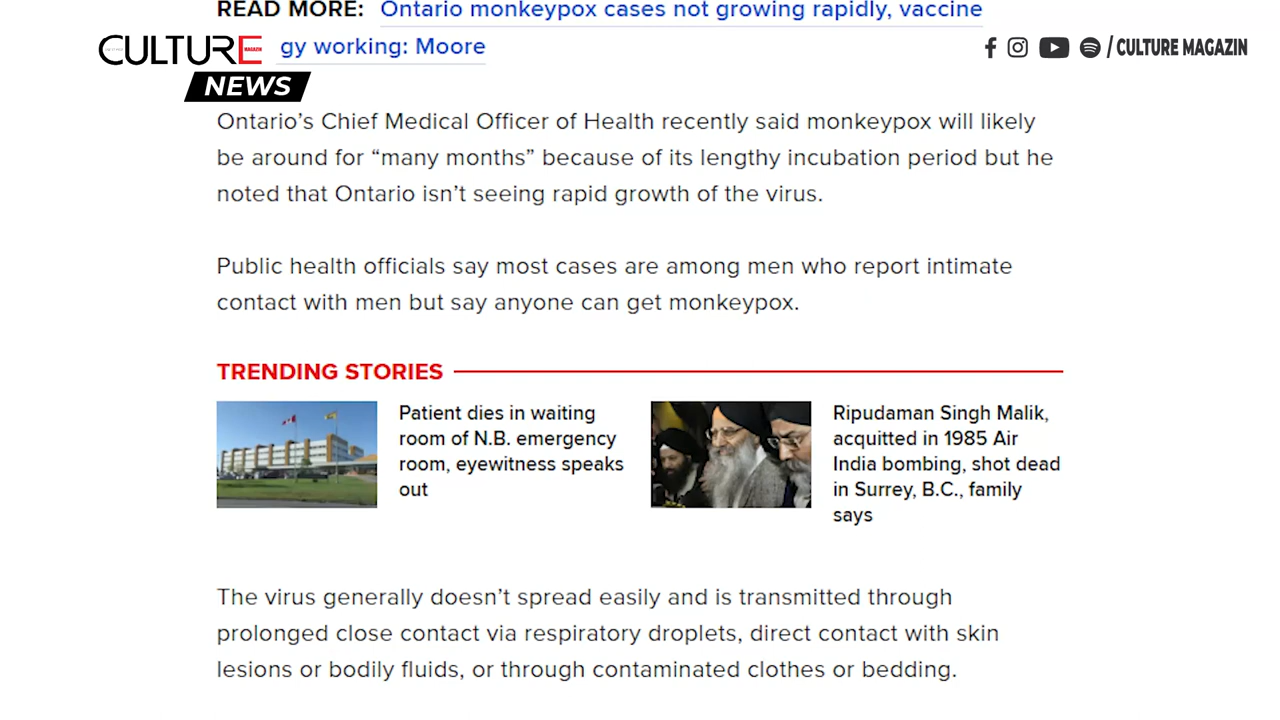 READ MORE: Ontario monkeypox cases not growing rapidly, vaccine
CULTURE MAGAZIN
gy working: Moore
/ CULTURE MAGAZIN
NEWS
Ontario's Chief Medical Officer of Health recently said monkeypox will likely
be around for “many months” because of its lengthy incubation period but he
noted that Ontario isn't seeing rapid growth of the virus.
Public health officials say most cases are among men who report intimate
contact with men but say anyone can get monkeypox.
TRENDING STORIES
Patient dies in waiting
room of N.B. emergency
room, eyewitness speaks
out
Ripudaman Singh Malik,
acquitted in 1985 Air
India bombing, shot dead
in Surrey, B.C., family
says
The virus generally doesn't spread easily and is transmitted through
prolonged close contact via respiratory droplets, direct contact with skin
lesions or bodily fluids, or through contaminated clothes or bedding.